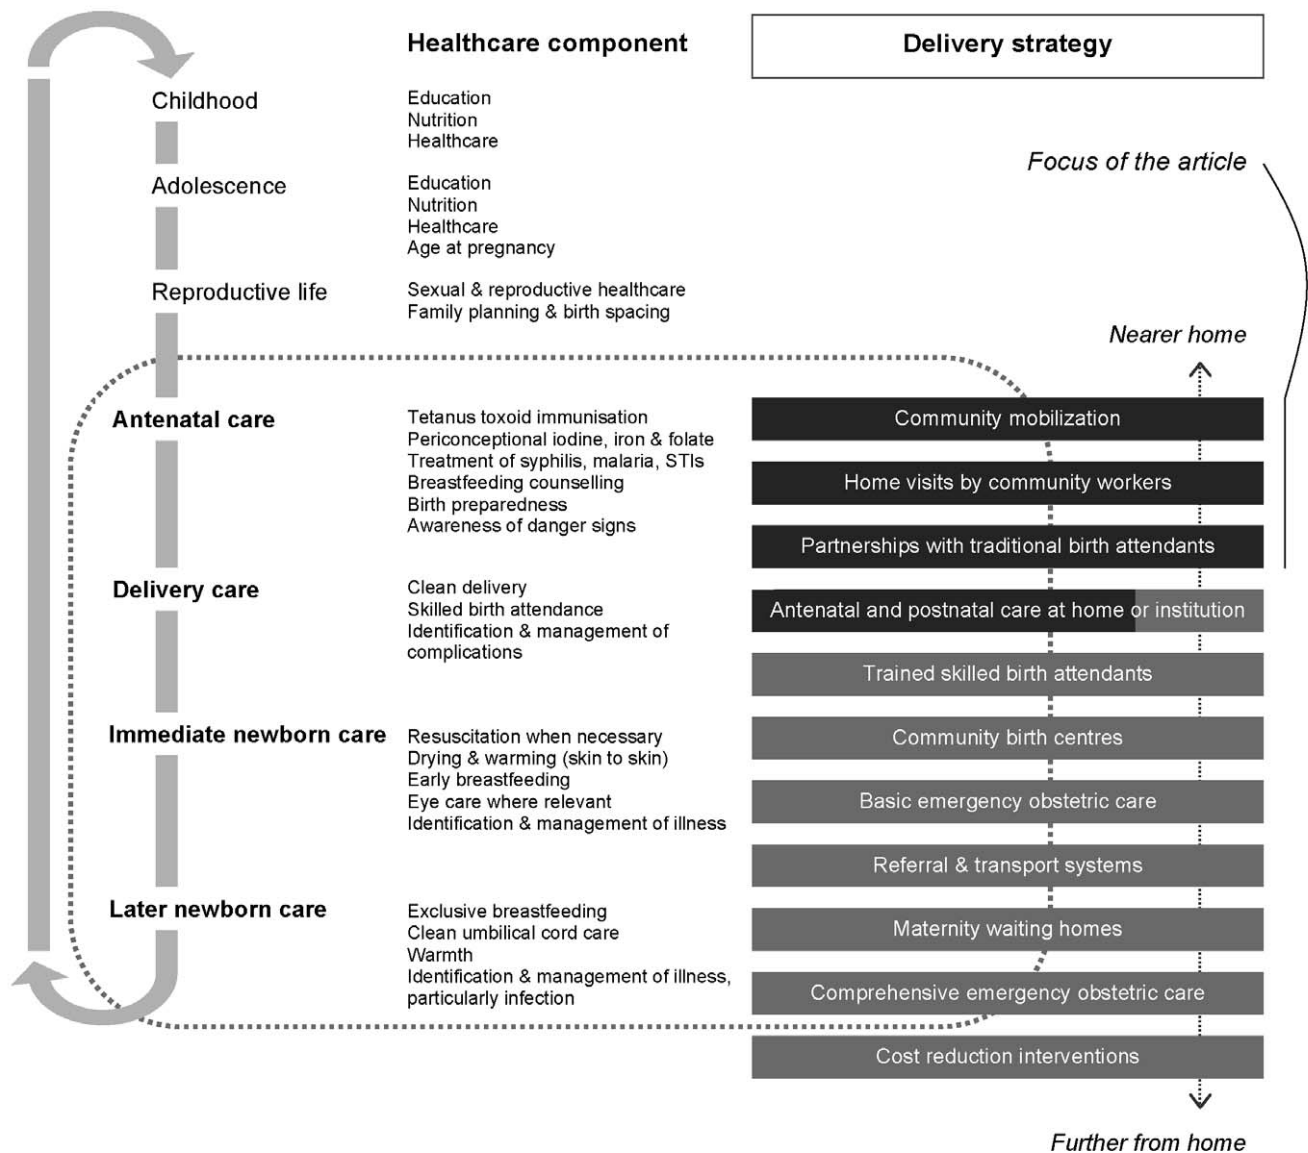 Healthcare component
Delivery strategy
Childhood
Education
Nutrition
Healthcare
Focus of the article
Adolescence
Education
Nutrition
Healthcare
Age at pregnancy
Reproductive life
Sexual & reproductive healthcare
Family planning & birth spacing
Nearer home
Antenatal care
Tetanus toxoid immunisation
Periconceptional iodine, iron & folate
Treatment of syphilis, malaria, STIs
Breastfeeding counselling
Birth preparedness
Awareness of danger signs
Community mobilization
Home visits by community workers
Partnerships with traditional birth attendants
Delivery care
Clean delivery
Skilled birth attendance
Identification & management of
complications
Antenatal and postnatal care at home or institution
Trained skilled birth attendants
Immediate newborn care
Resuscitation when necessary
Drying & warming (skin to skin)
Early breastfeeding
Eye care where relevant
Identification & management of illness
Community birth centres
Basic emergency obstetric care
Referral & transport systems
Later newborn care
Exclusive breastfeeding
Clean umbilical cord care
Warmth
Identification & management of illness,
particularly infection
Maternity waiting homes
Comprehensive emergency obstetric care
Cost reduction interventions
Further from home